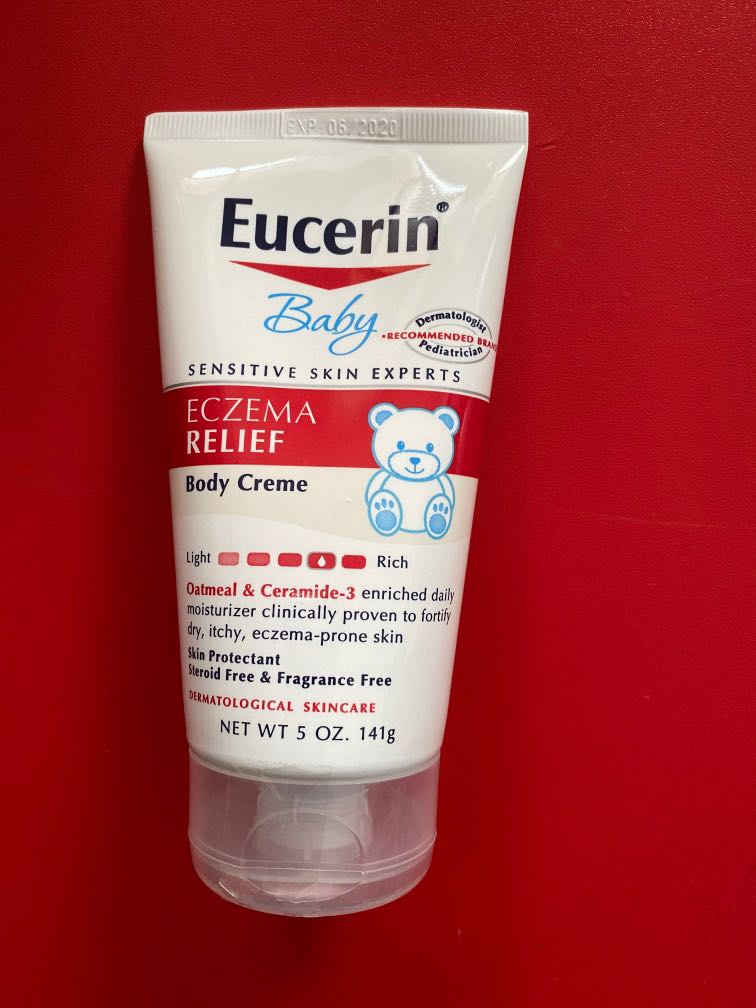 EXP 06/2020
Eucerin®
Baby
Dermatologist
•RECOMMENDED
Pediatrician
SENSITIVE SKIN EXPERTS
ECZEMA
RELIEF
Body Creme
Light Rich
Oatmeal & Ceramide-3 enriched daily
moisturizer clinically proven to fortify
dry, itchy, eczema-prone skin
Skin Protectant
Steroid Free & Fragrance Free
DERMATOLOGICAL SKINCARE
NET WT 5 OZ. 141g